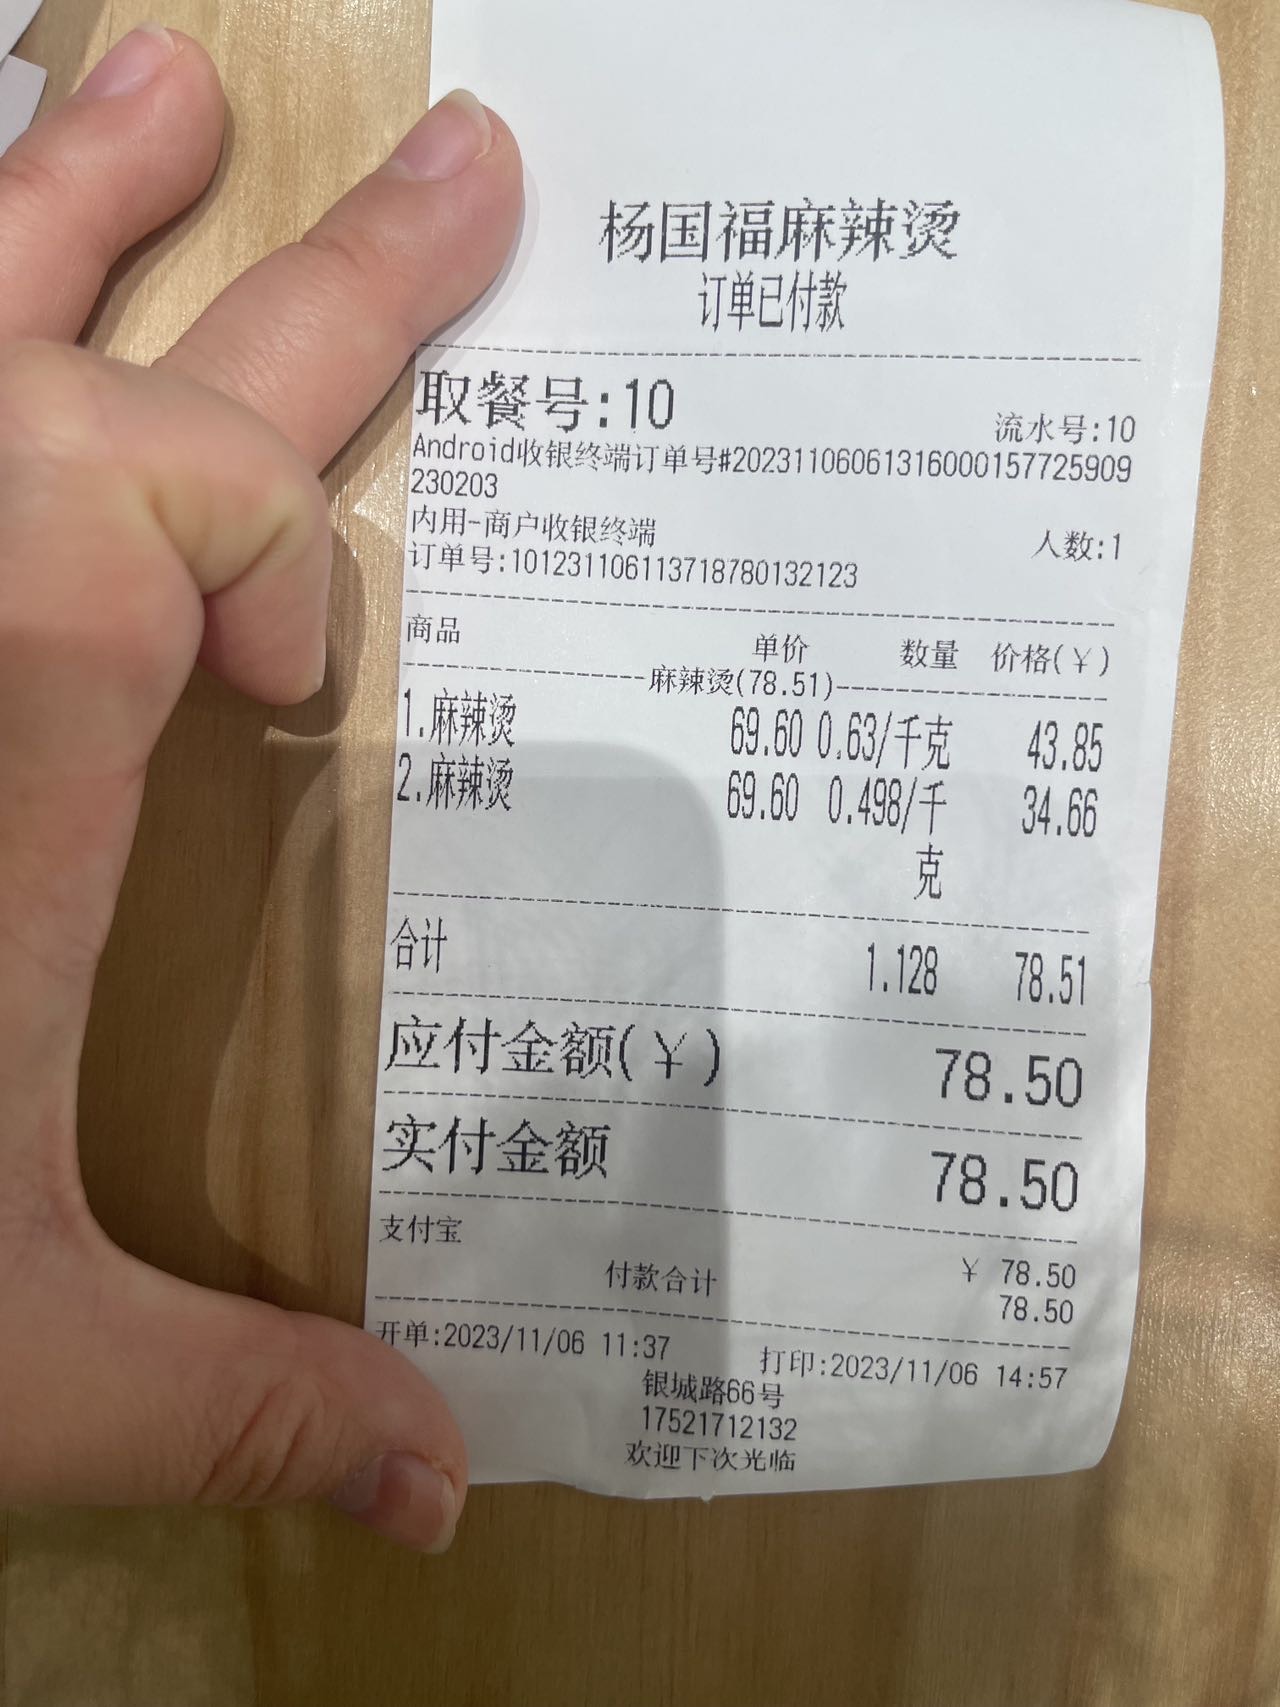 杨国福麻辣烫
订单已付款
取餐号:10 流水号:10
Android收银终端订单号#202311060613160000157725909
230203
内用-商户收银终端 人数:1
订单号:101231106113718780132123
商品 单价 数量 价格(¥)
麻辣烫(78.51)
1.麻辣烫 69.60 0.63/千克 43.85
2.麻辣烫 69.60 0.498/千 34.66
克
合计 1.128 78.51
应付金额(¥) 78.50
实付金额 78.50
支付宝 ¥ 78.50
付款合计 78.50
开单:2023/11/06 11:37 打印:2023/11/06 14:57
银城路66号
17521712132
欢迎下次光临